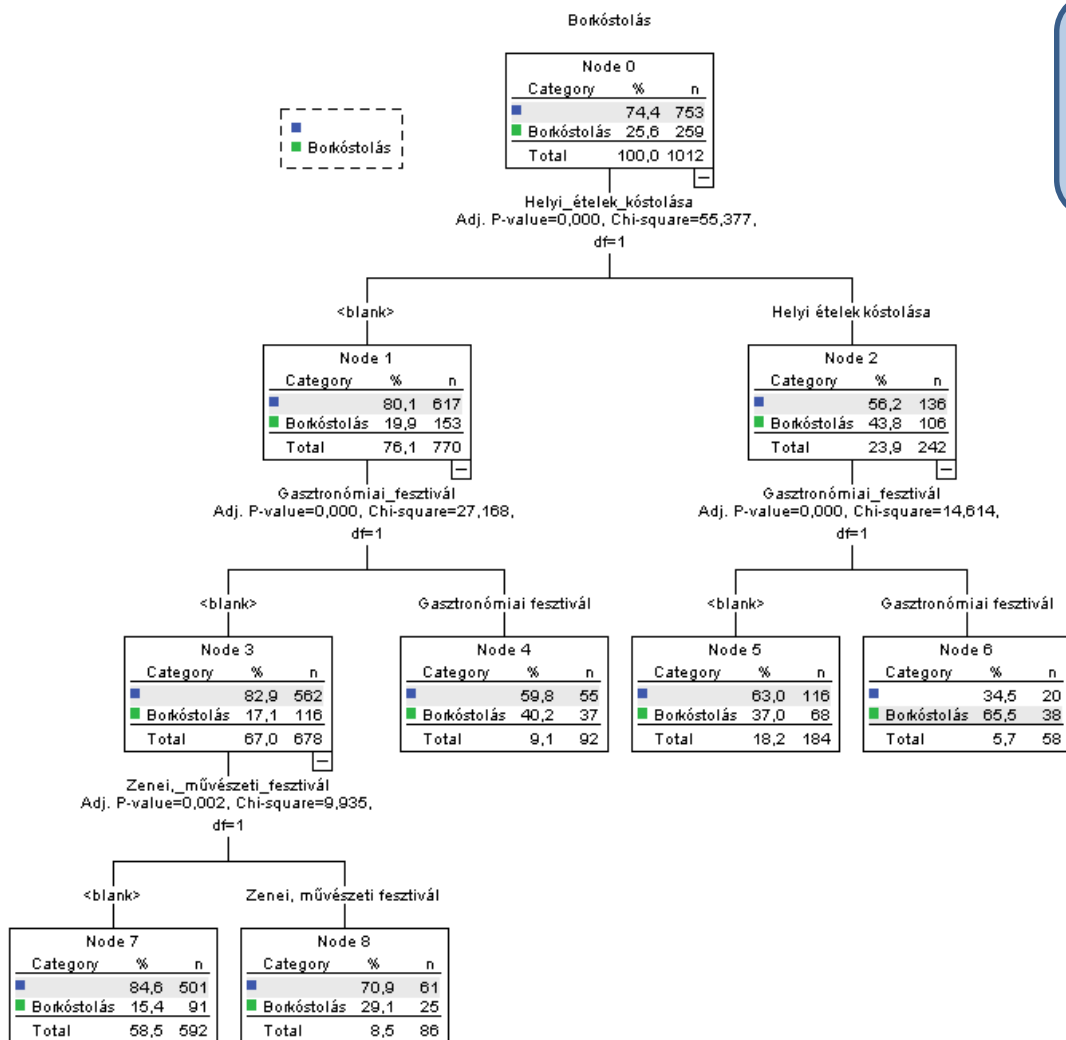 Borkóstolás
Node 0
Category % n
74,4 753
Borkóstolás 25,6 259
Total 100,0 1012
Borkóstolás
Helyi_ételek_kóstolása
Adj. P-value=0,000, Chi-square=55,377,
df=1
<blank>
Helyi ételek kóstolása
Node 1
Category % n
80,1 617
Borkóstolás 19,9 153
Total 76,1 770
Node 2
Category % n
56,2 136
Borkóstolás 43,8 106
Total 23,9 242
Gasztronómiai_fesztivál
Adj. P-value=0,000, Chi-square=27,168,
df=1
Gasztronómiai_fesztivál
Adj. P-value=0,000, Chi-square=14,614,
df=1
<blank>
Gasztronómiai fesztivál
<blank>
Gasztronómiai fesztivál
Node 3
Category % n
82,9 562
Borkóstolás 17,1 116
Total 67,0 678
Node 4
Category % n
59,8 55
Borkóstolás 40,2 37
Total 9,1 92
Node 5
Category % n
63,0 116
Borkóstolás 37,0 68
Total 18,2 184
Node 6
Category % n
34,5 20
Borkóstolás 65,5 38
Total 5,7 58
Zenei,_művészeti_fesztivál
Adj. P-value=0,002, Chi-square=9,935,
df=1
<blank>
Zenei, művészeti fesztivál
Node 7
Category % n
84,6 501
Borkóstolás 15,4 91
Total 58,5 592
Node 8
Category % n
70,9 61
Borkóstolás 29,1 25
Total 8,5 86